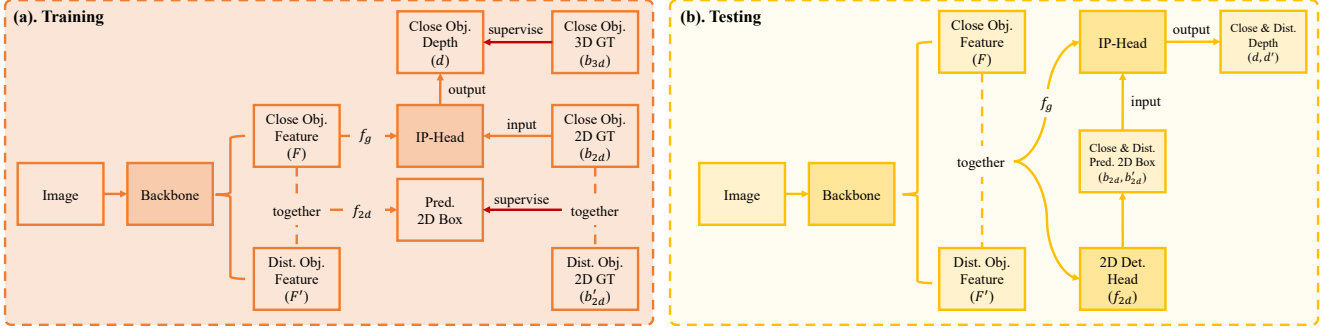 (a). Training
Close Obj.
Depth
(d)
supervise
Close Obj.
3D GT
(b3d)
output
Close Obj.
Feature
(F)
fg
IP-Head
input
Close Obj.
2D GT
(b2d)
Image
Backbone
together
f2d
Pred.
2D Box
supervise
together
Dist. Obj.
Feature
(F′)
Dist. Obj.
2D GT
(b′2d)
(b). Testing
Close Obj.
Feature
(F)
IP-Head
output
Close & Dist.
Depth
(d, d′)
fg
input
together
Close & Dist.
Pred. 2D Box
(b2d, b′2d)
Image
Backbone
Dist. Obj.
Feature
(F′)
2D Det.
Head
(f2d)